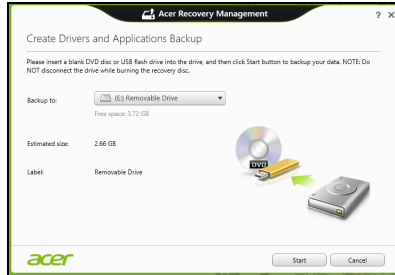 Acer Recovery Management
? X
Create Drivers and Applications Backup
Please insert a blank DVD disc or USB flash drive into the drive, and then click Start button to backup your data. NOTE: Do
NOT disconnect the drive while burning the recovery disc.
Backup to:
(E:) Removable Drive
Free space: 3.72 GB
Estimated size:
2.66 GB
Label:
Removable Drive
DVD
acer
Start
Cancel